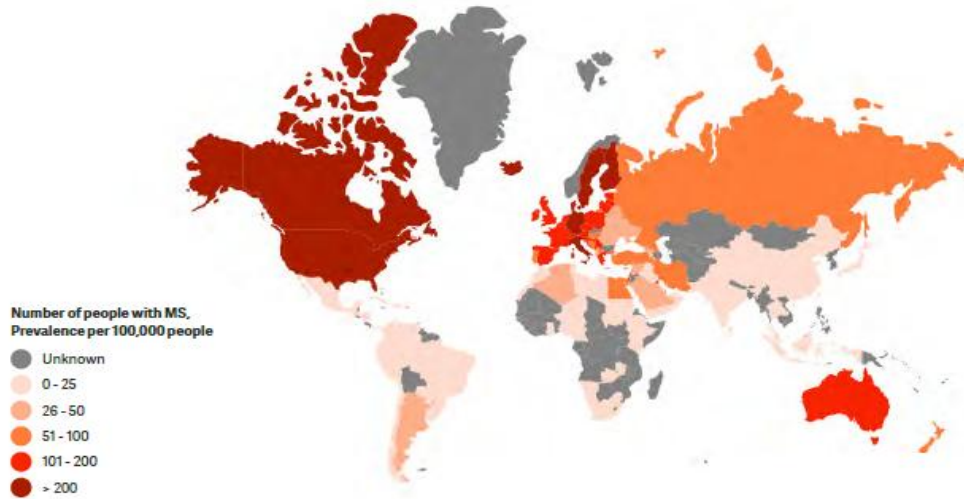 Number of people with MS,
Prevalence per 100,000 people
Unknown
0 - 25
26 - 50
51 - 100
101 - 200
> 200